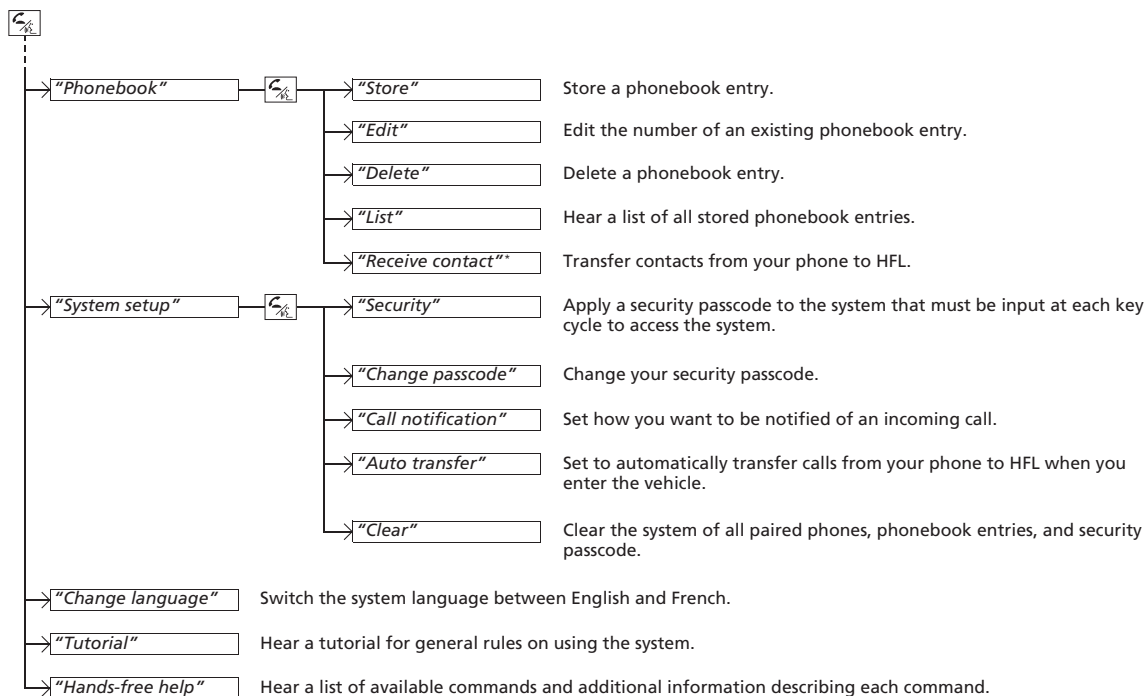 “Phonebook”
“Store” Store a phonebook entry.
“Edit” Edit the number of an existing phonebook entry.
“Delete” Delete a phonebook entry.
“List” Hear a list of all stored phonebook entries.
“Receive contact”* Transfer contacts from your phone to HFL.
“System setup”
“Security” Apply a security passcode to the system that must be input at each key
cycle to access the system.
“Change passcode” Change your security passcode.
“Call notification” Set how you want to be notified of an incoming call.
“Auto transfer” Set to automatically transfer calls from your phone to HFL when you
enter the vehicle.
“Clear” Clear the system of all paired phones, phonebook entries, and security
passcode.
“Change language” Switch the system language between English and French.
“Tutorial” Hear a tutorial for general rules on using the system.
“Hands-free help” Hear a list of available commands and additional information describing each command.